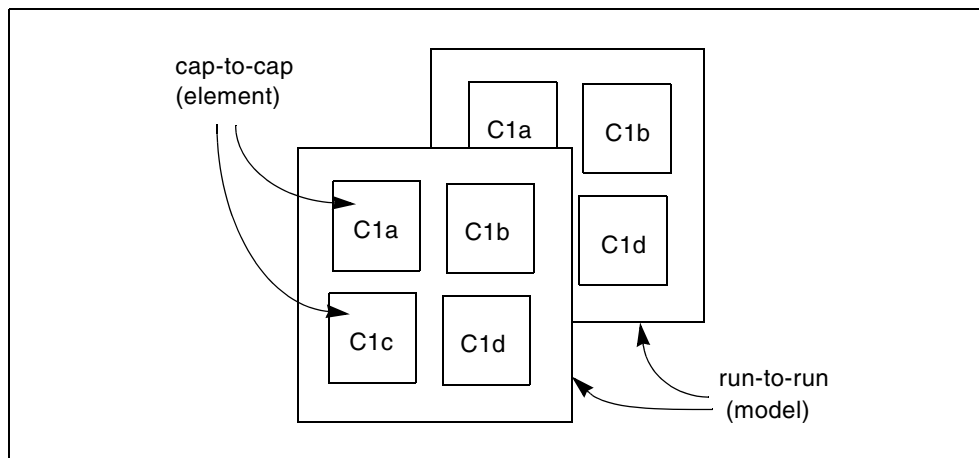 cap-to-cap
(element)
C1a
C1b
C1d
C1a
C1b
C1c
C1d
run-to-run
(model)